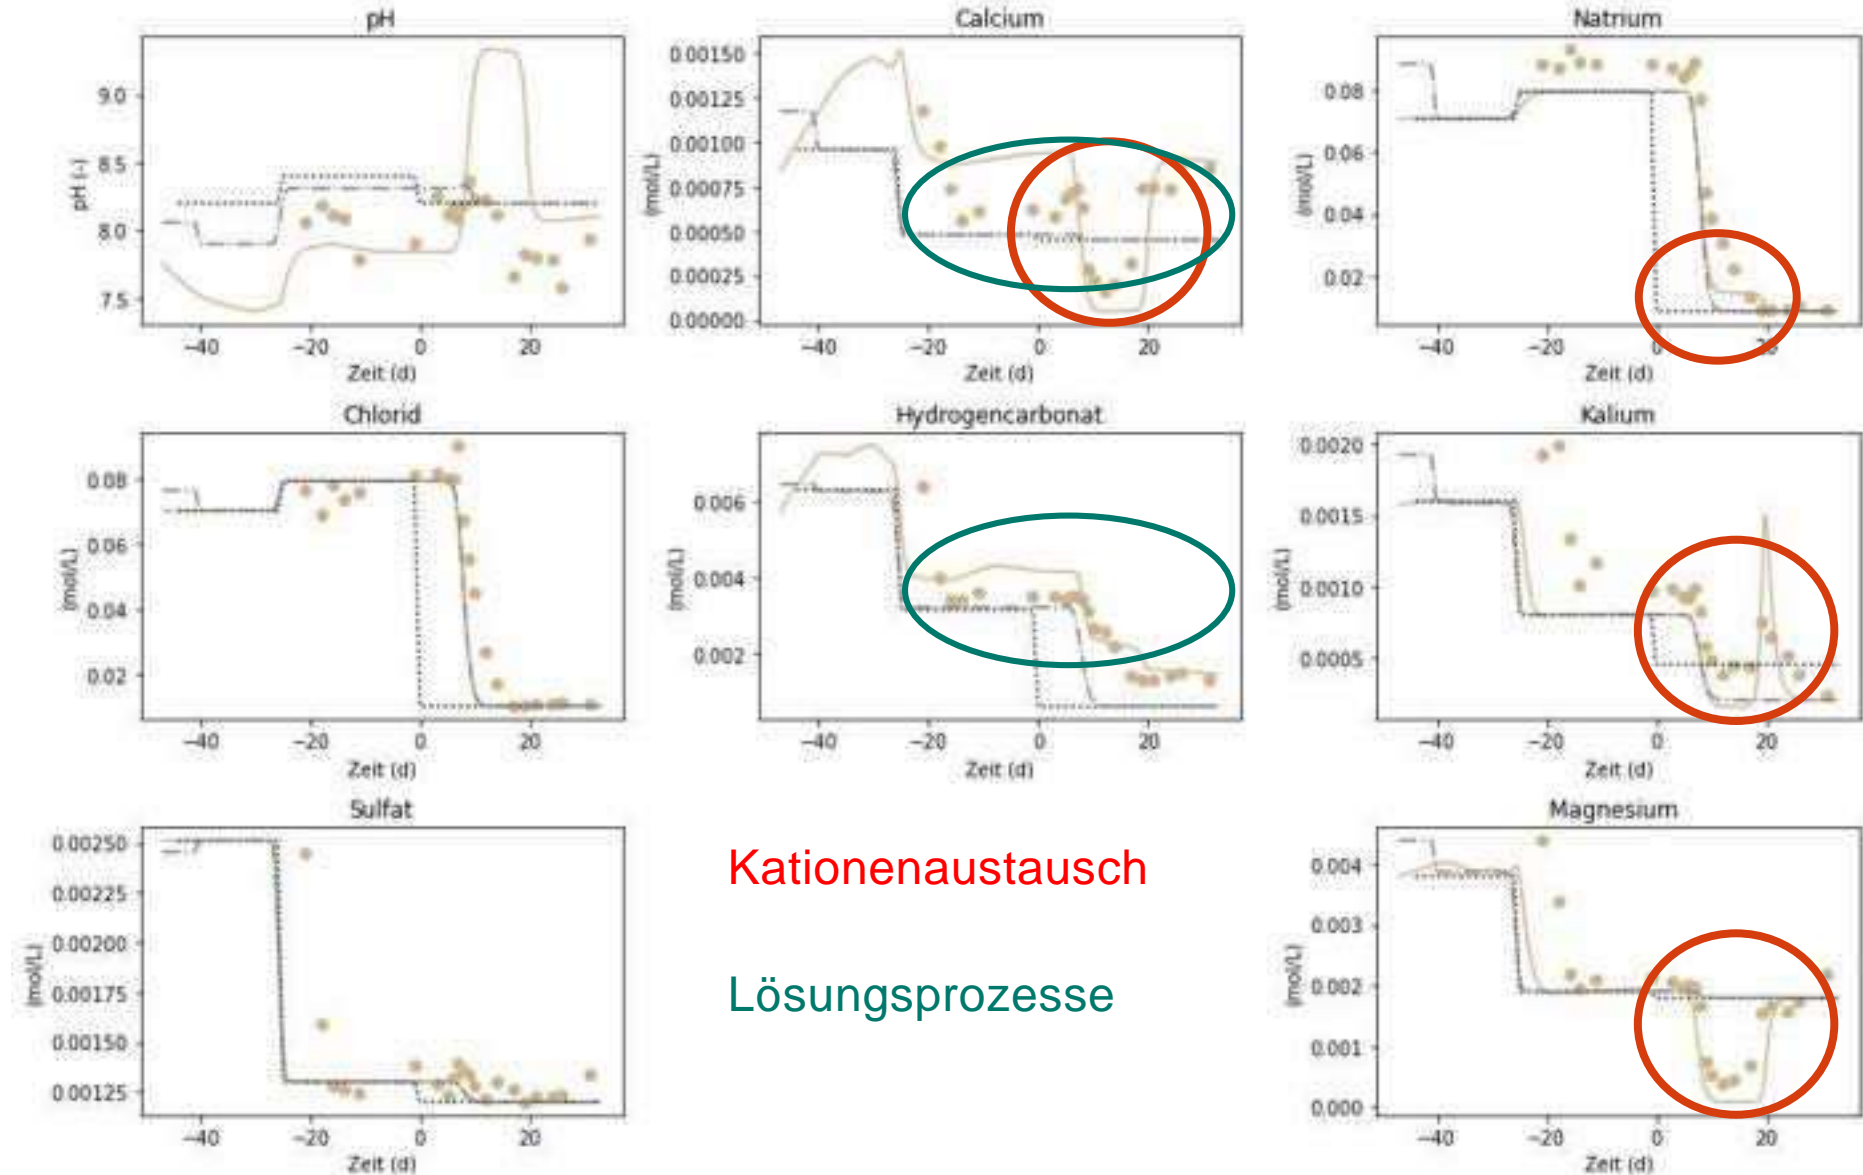 pH
9.0
8.5
8.0
7.5
pH (-)
−40 −20 0 20
Zeit (d)
Calcium
0.00150
0.00125
0.00100
0.00075
0.00050
0.00025
0.00000
(mol/L)
−40 −20 0 20
Zeit (d)
Natrium
0.08
0.06
0.04
0.02
(mol/L)
−40 −20 0 20
Zeit (d)
Chlorid
0.08
0.06
0.04
0.02
(mol/L)
−40 −20 0 20
Zeit (d)
Hydrogencarbonat
0.006
0.004
0.002
(mol/L)
−40 −20 0 20
Zeit (d)
Kalium
0.0020
0.0015
0.0010
0.0005
(mol/L)
−40 −20 0 20
Zeit (d)
Sulfat
0.00250
0.00225
0.00200
0.00175
0.00150
0.00125
(mol/L)
−40 −20 0 20
Zeit (d)
Kationenaustausch
Lösungsprozesse
Magnesium
0.004
0.003
0.002
0.001
0.000
(mol/L)
−40 −20 0 20
Zeit (d)